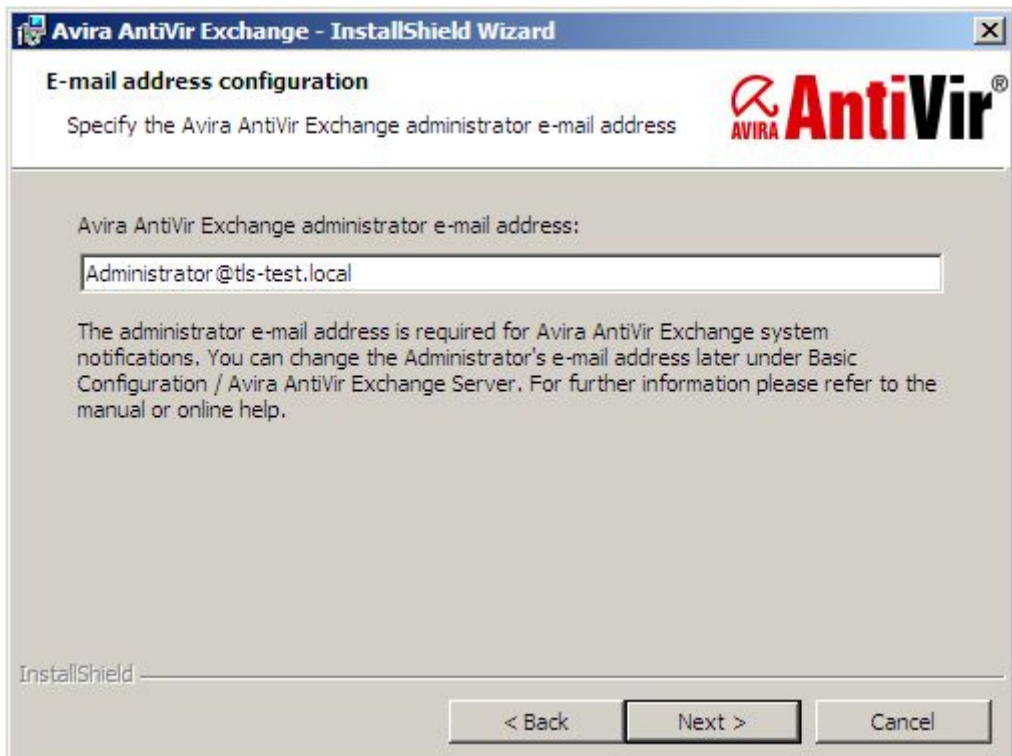 Avira AntiVir Exchange - InstallShield Wizard
E-mail address configuration
Specify the Avira AntiVir Exchange administrator e-mail address
AVIRA AntiVir®
Avira AntiVir Exchange administrator e-mail address:
Administrator@tls-test.local
The administrator e-mail address is required for Avira AntiVir Exchange system
notifications. You can change the Administrator's e-mail address later under Basic
Configuration / Avira AntiVir Exchange Server. For further information please refer to the
manual or online help.
InstallShield
< Back Next > Cancel